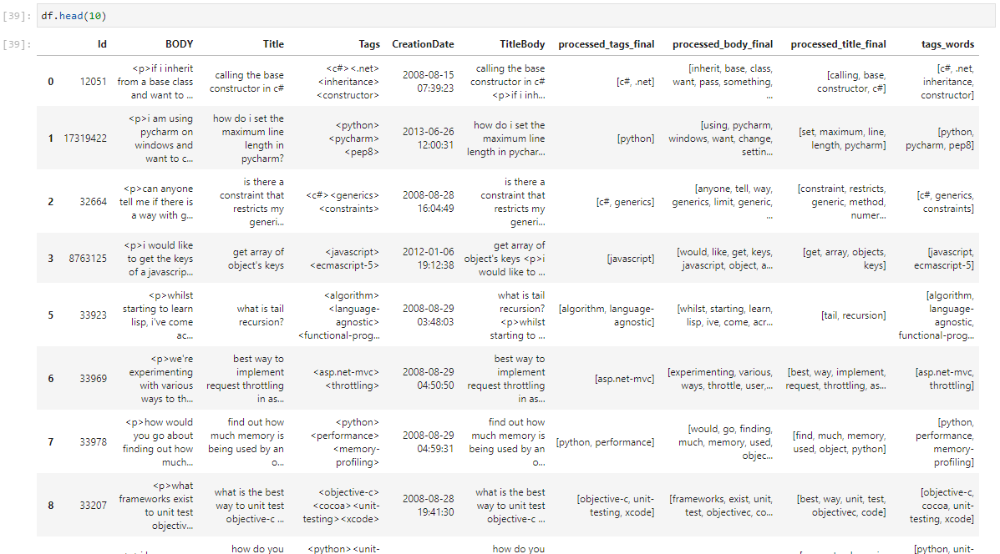 [39]: df.head(10)
[39]: Id BODY Title Tags CreationDate TitleBody processed_tags_final processed_body_final processed_title_final tags_words
0 12051 <p>if i inherit from a base class and want to ... calling the base constructor in c# <c#><.net><inheritance><constructor> 2008-08-15 07:39:23 calling the base constructor in c# <p>if i inh... [c#, .net] [inherit, base, class, want, pass, something, ... [calling, base, constructor, c#] [c#, .net, inheritance, constructor]
1 17319422 <p>i am using pycharm on windows and want to c... how do i set the maximum line length in pycharm? <python><pycharm><pep8> 2013-06-26 12:00:31 how do i set the maximum line length in pychar... [python] [using, pycharm, windows, want, change, settin... [set, maximum, line, length, pycharm] [python, pycharm, pep8]
2 32664 <p>can anyone tell me if there is a way with g... is there a constraint that restricts my generi... <c#><generics><constraints> 2008-08-28 16:04:49 is there a constraint that restricts my generi... [c#, generics] [anyone, tell, way, generics, limit, generic, ... [constraint, restricts, generic, method, numer... [c#, generics, constraints]
3 8763125 <p>i would like to get the keys of a javascrip... get array of object's keys <javascript><ecmascript-5> 2012-01-06 19:12:38 get array of object's keys <p>i would like to ... [javascript] [would, like, get, keys, javascript, object, a... [get, array, objects, keys] [javascript, ecmascript-5]
5 33923 <p>whilst starting to learn lisp, i've come ac... what is tail recursion? <algorithm><language-agnostic><functional-prog... 2008-08-29 03:48:03 what is tail recursion? <p>whilst starting to ... [algorithm, language-agnostic] [whilst, starting, learn, lisp, ive, come, acr... [tail, recursion] [algorithm, language-agnostic, functional-prog...
6 33969 <p>we're experimenting with various ways to th... best way to implement request throttling in as... <asp.net-mvc><throttling> 2008-08-29 04:50:50 best way to implement request throttling in as... [asp.net-mvc] [experimenting, various, ways, throttle, user,... [best, way, implement, request, throttling, as... [asp.net-mvc, throttling]
7 33978 <p>how would you go about finding out how much... find out how much memory is being used by an o... <python><performance><memory-profiling> 2008-08-29 04:59:31 find out how much memory is being used by an o... [python, performance] [would, go, finding, much, memory, used, objec... [find, much, memory, used, object, python] [python, performance, memory-profiling]
8 33207 <p>what frameworks exist to unit test objectiv... what is the best way to unit test objective-c ... <objective-c><cocoa><unit-testing><xcode> 2008-08-28 19:41:30 what is the best way to unit test objective-c ... [objective-c, unit-testing, xcode] [frameworks, exist, unit, test, objectivec, co... [best, way, unit, test, objectivec, code] [objective-c, cocoa, unit-testing, xcode]
how do you <python><unit- how do you [python, unit-